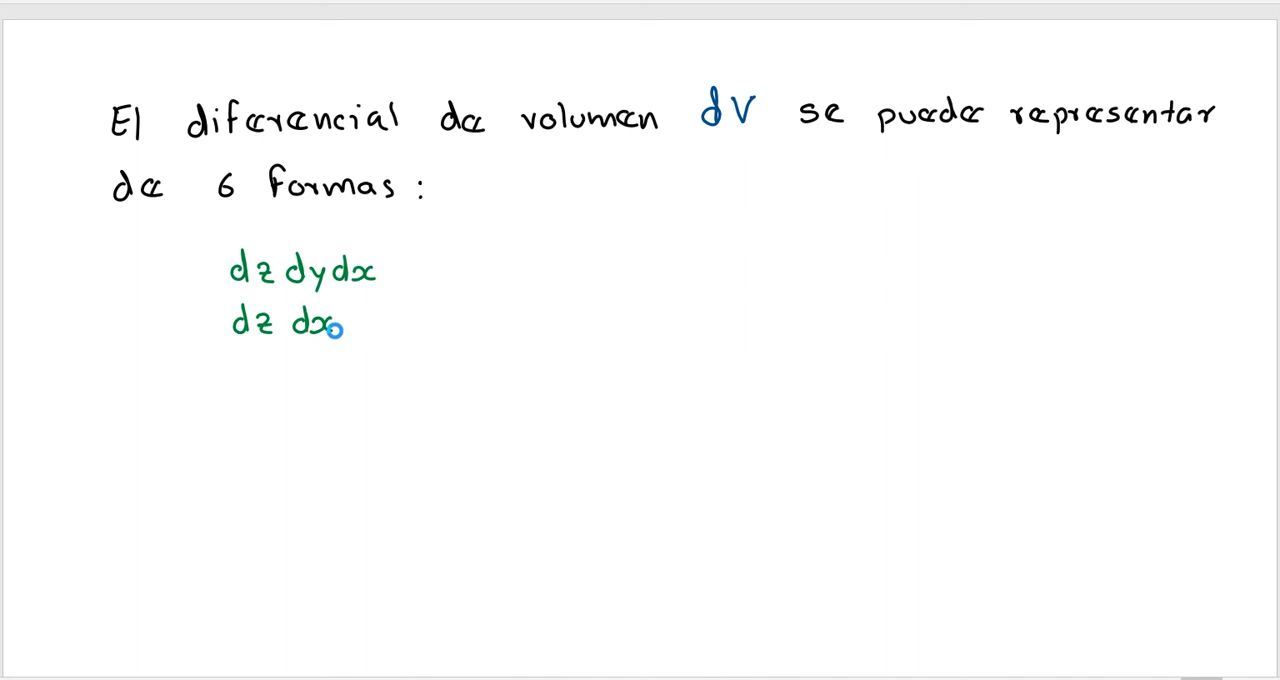 El diferencial de volumen dV se puede representar
de 6 formas:
dz dy dx
dz dx